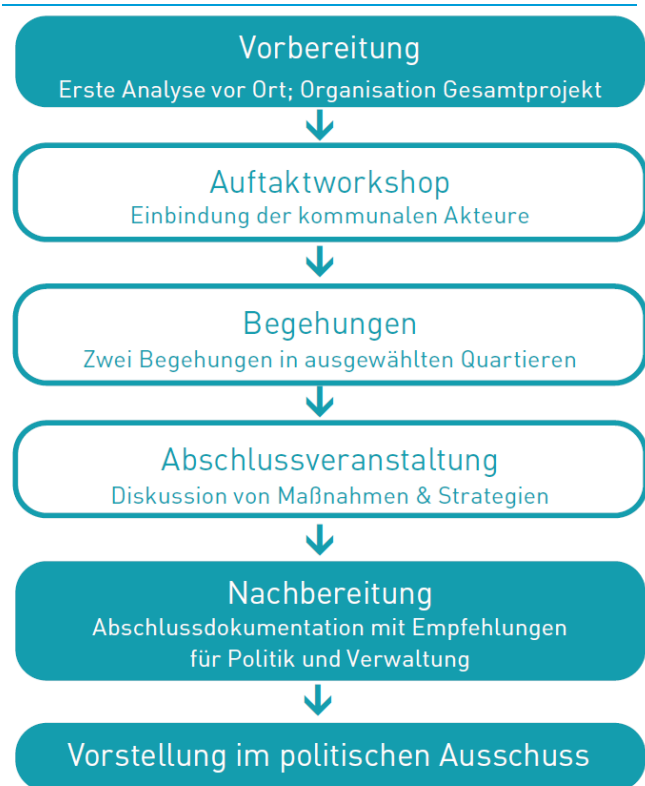 Vorbereitung
Erste Analyse vor Ort; Organisation Gesamtprojekt
Auftaktworkshop
Einbindung der kommunalen Akteure
Begehungen
Zwei Begehungen in ausgewählten Quartieren
Abschlussveranstaltung
Diskussion von Maßnahmen & Strategien
Nachbereitung
Abschlussdokumentation mit Empfehlungen
für Politik und Verwaltung
Vorstellung im politischen Ausschuss